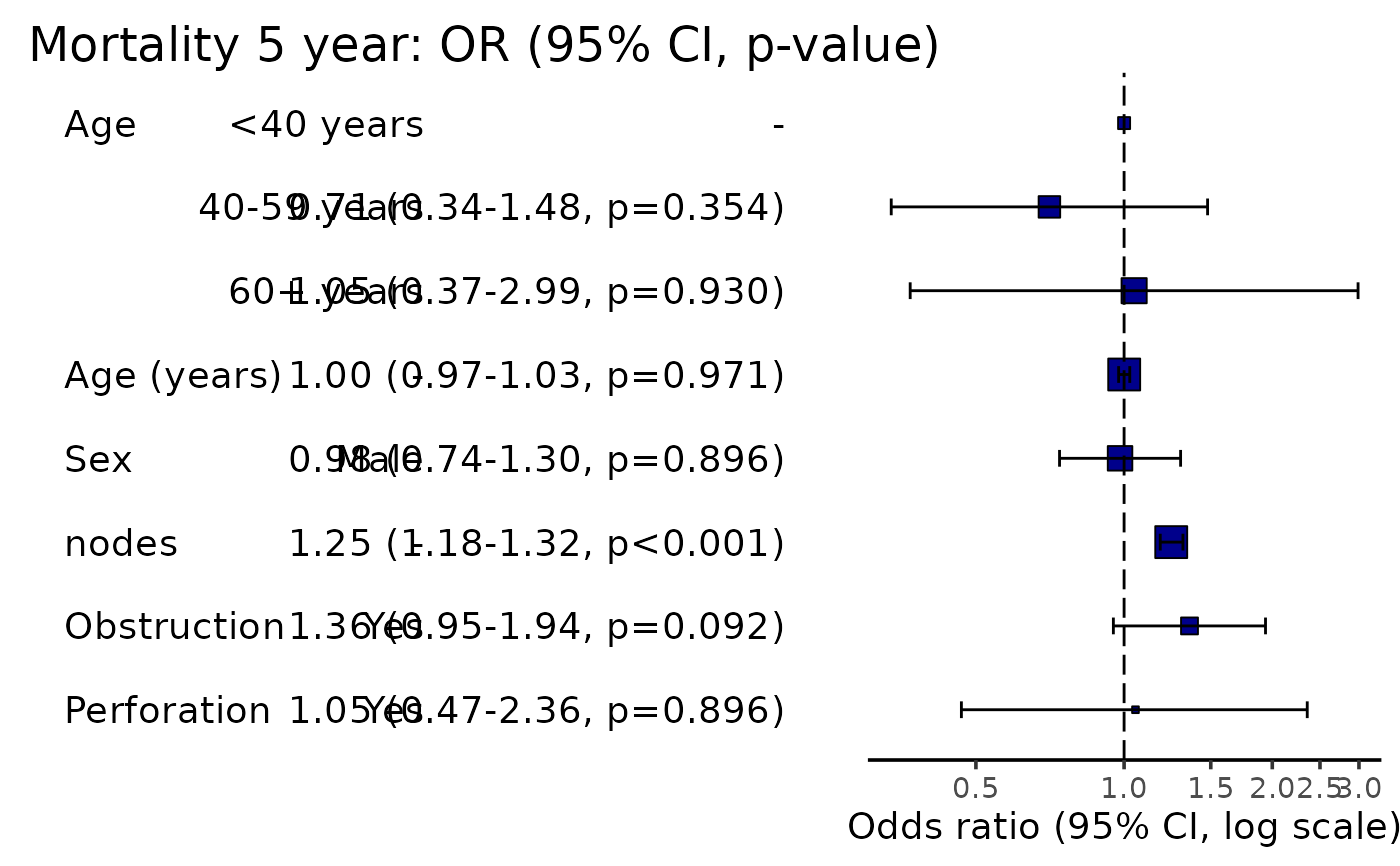 Mortality 5 year: OR (95% CI, p-value)
Age <40 years -
40-59 years 0.71 (0.34-1.48, p=0.354)
60+ years 1.05 (0.37-2.99, p=0.930)
Age (years) - 1.00 (0.97-1.03, p=0.971)
Sex Male 0.98 (0.74-1.30, p=0.896)
nodes - 1.25 (1.18-1.32, p<0.001)
Obstruction Yes 1.36 (0.95-1.94, p=0.092)
Perforation Yes 1.05 (0.47-2.36, p=0.896)
0.5 1.0 1.5 2.0 2.5 3.0
Odds ratio (95% CI, log scale)